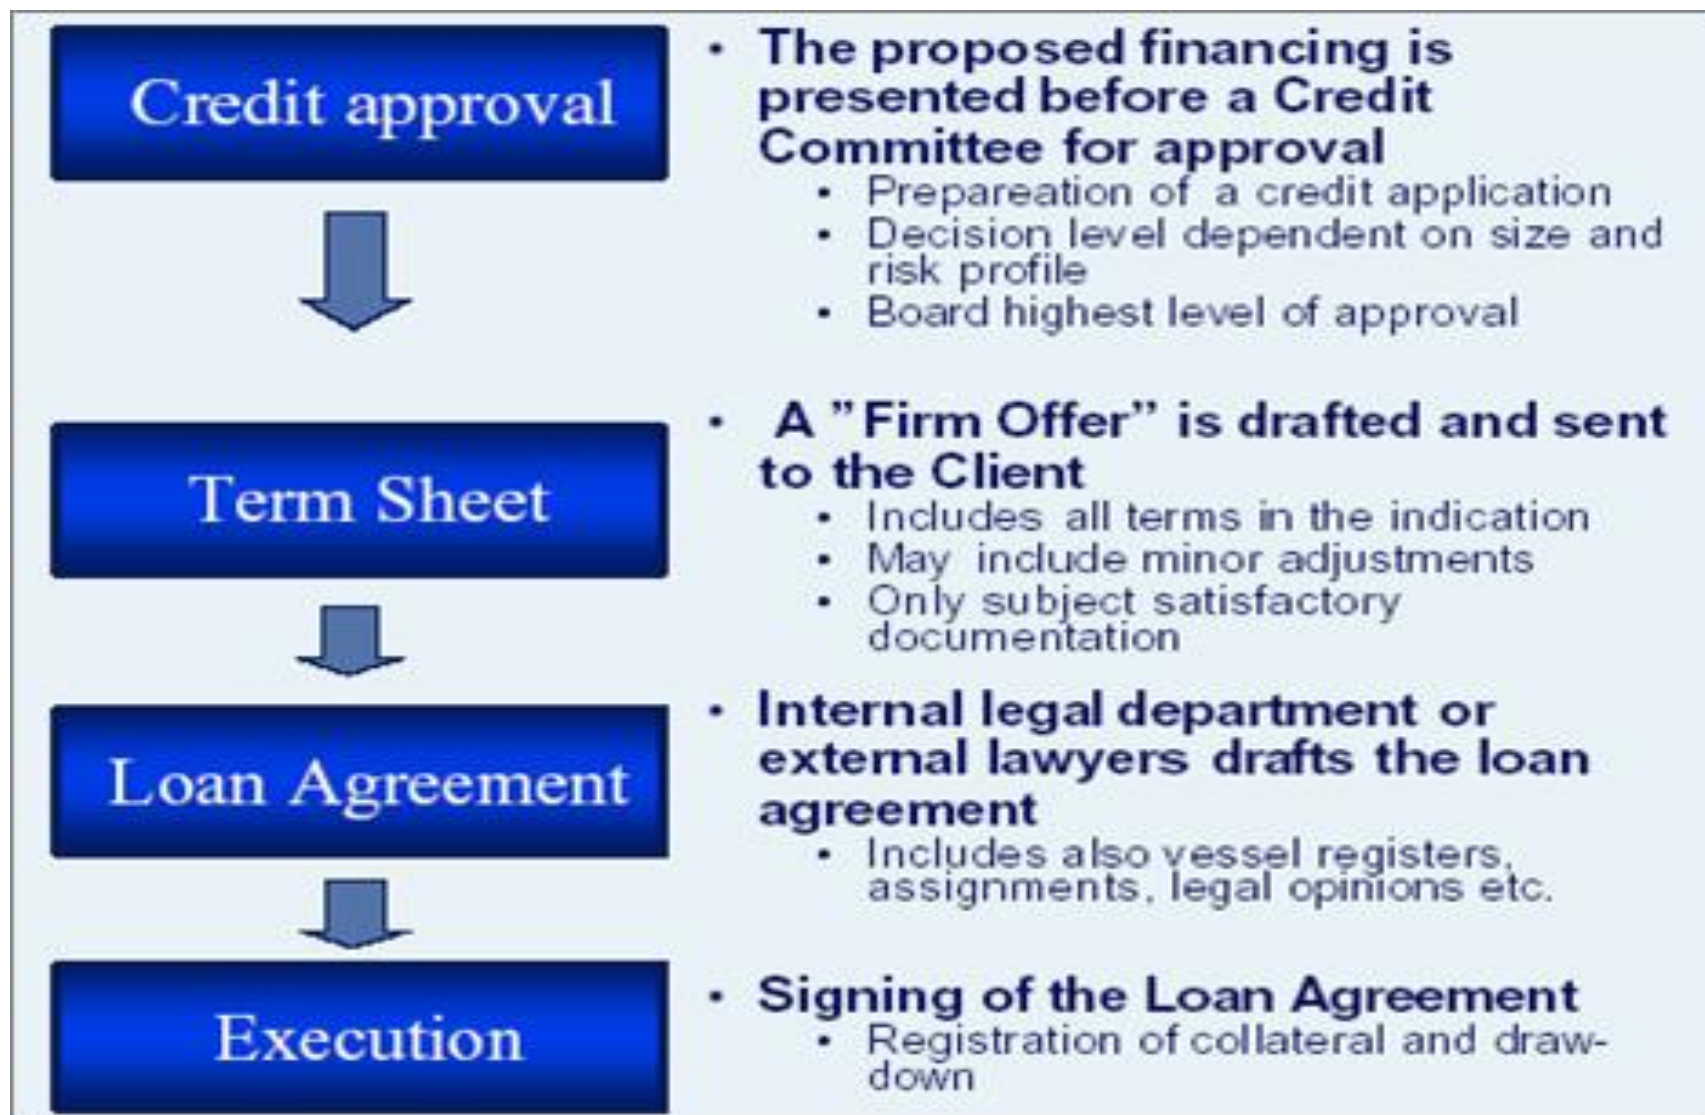 Credit approval
• The proposed financing is
presented before a Credit
Committee for approval
• Prepareation of a credit application
• Decision level dependent on size and
risk profile
• Board highest level of approval
Term Sheet
• A ”Firm Offer” is drafted and sent
to the Client
• Includes all terms in the indication
• May include minor adjustments
• Only subject satisfactory
documentation
Loan Agreement
• Internal legal department or
external lawyers drafts the loan
agreement
• Includes also vessel registers,
assignments, legal opinions etc.
Execution
• Signing of the Loan Agreement
• Registration of collateral and draw-
down